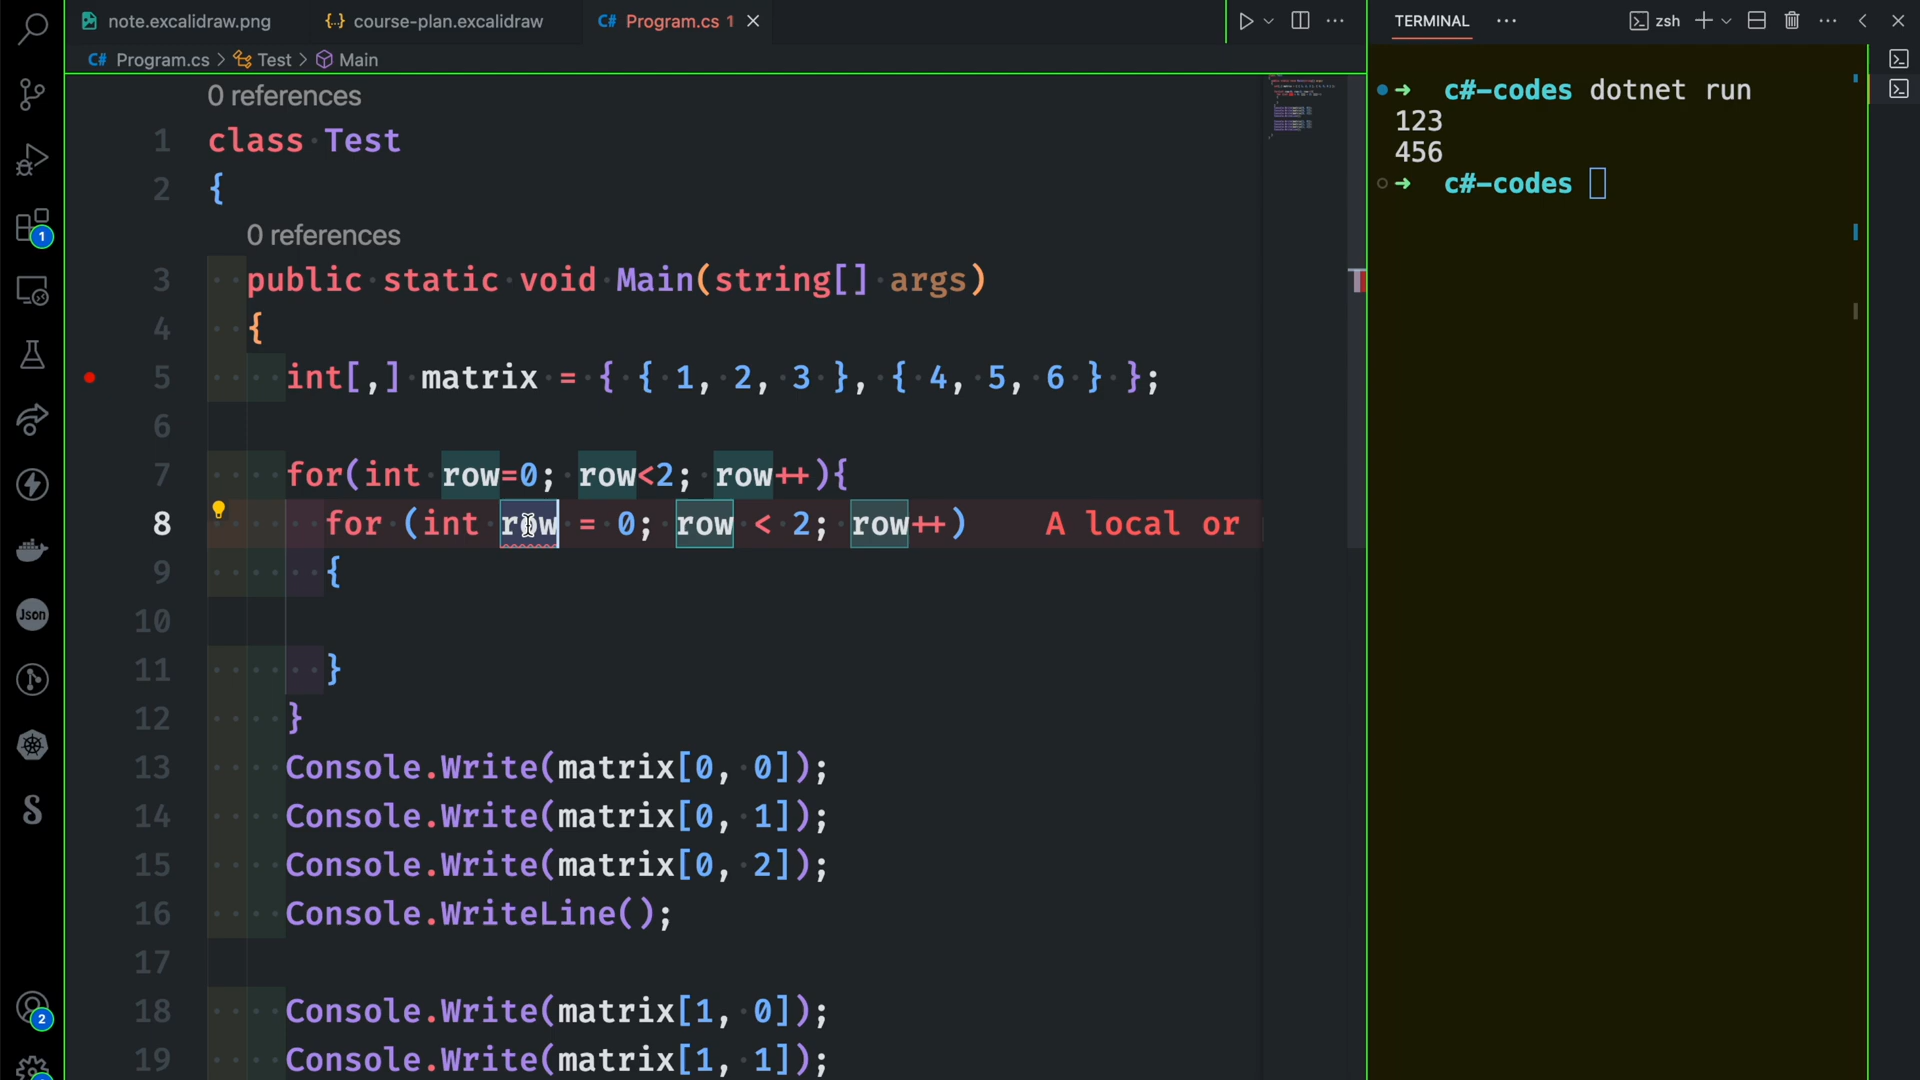 note.excalidraw.png
course-plan.excalidraw
C# Program.cs 1
C# Program.cs > Test > Main
0 references
1 class Test
2 {
0 references
3 public static void Main(string[] args)
4 {
5 int[,] matrix = { { 1, 2, 3 }, { 4, 5, 6 } };
6
7 for(int row=0; row<2; row++){
8 for (int row = 0; row < 2; row++) A local or
9 {
10
11 }
12 }
13 Console.Write(matrix[0, 0]);
14 Console.Write(matrix[0, 1]);
15 Console.Write(matrix[0, 2]);
16 Console.WriteLine();
17
18 Console.Write(matrix[1, 0]);
19 Console.Write(matrix[1, 1]);
1
Json
2
TERMINAL
zsh
c#-codes dotnet run
123
456
c#-codes